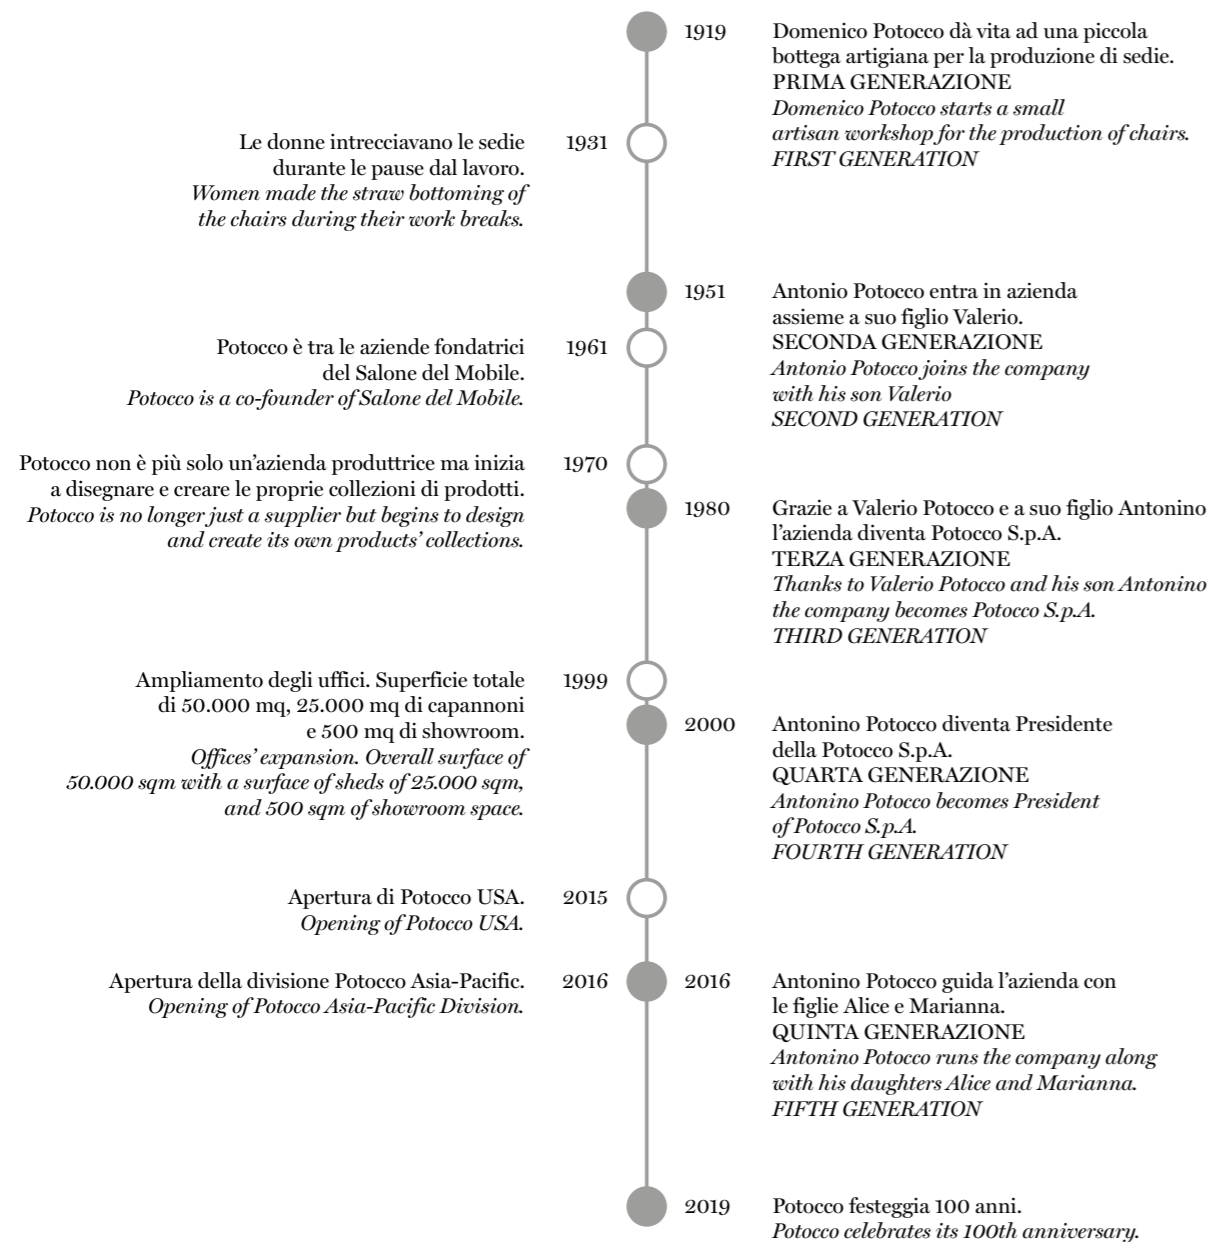 1919
Domenico Potocco dà vita ad una piccola
bottega artigiana per la produzione di sedie.
PRIMA GENERAZIONE
Domenico Potocco starts a small
artisan workshop for the production of chairs.
FIRST GENERATION
Le donne intrecciavano le sedie
durante le pause dal lavoro.
Women made the straw bottoming of
the chairs during their work breaks.
1931
1951
Antonio Potocco entra in azienda
assieme a suo figlio Valerio.
SECONDA GENERAZIONE
Antonio Potocco joins the company
with his son Valerio
SECOND GENERATION
Potocco è tra le aziende fondatrici
del Salone del Mobile.
Potocco is a co-founder of Salone del Mobile.
1961
Potocco non è più solo un'azienda produttrice ma inizia
a disegnare e creare le proprie collezioni di prodotti.
Potocco is no longer just a supplier but begins to design
and create its own products' collections.
1970
1980
Grazie a Valerio Potocco e a suo figlio Antonino
l'azienda diventa Potocco S.p.A.
TERZA GENERAZIONE
Thanks to Valerio Potocco and his son Antonino
the company becomes Potocco S.p.A.
THIRD GENERATION
Ampliamento degli uffici. Superficie totale
di 50.000 mq, 25.000 mq di capannoni
e 500 mq di showroom.
Offices' expansion. Overall surface of
50.000 sqm with a surface of sheds of 25.000 sqm,
and 500 sqm of showroom space.
1999
2000
Antonino Potocco diventa Presidente
della Potocco S.p.A.
QUARTA GENERAZIONE
Antonino Potocco becomes President
of Potocco S.p.A.
FOURTH GENERATION
Apertura di Potocco USA.
Opening of Potocco USA.
2015
Apertura della divisione Potocco Asia-Pacific.
Opening of Potocco Asia-Pacific Division.
2016
2016
Antonino Potocco guida l'azienda con
le figlie Alice e Marianna.
QUINTA GENERAZIONE
Antonino Potocco runs the company along
with his daughters Alice and Marianna.
FIFTH GENERATION
2019
Potocco festeggia 100 anni.
Potocco celebrates its 100th anniversary.